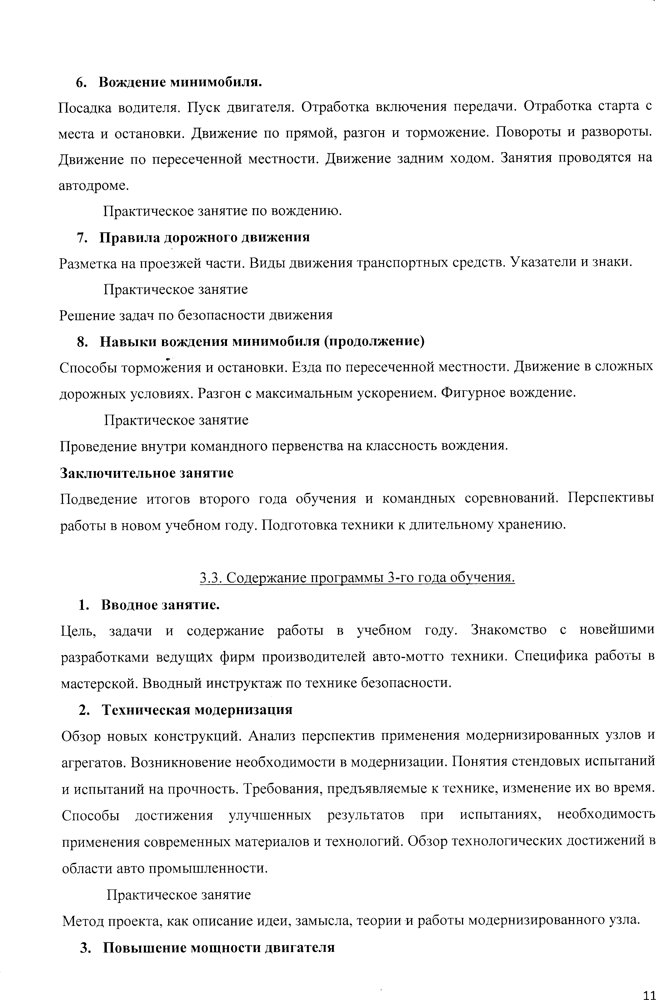 6. Вождение минимобиля.
Посадка водителя. Пуск двигателя. Отработка включения передачи. Отработка старта с
места и остановки. Движение по прямой, разгон и торможение. Повороты и развороты.
Движение по пересеченной местности. Движение задним ходом. Занятия проводятся на
автодроме.
Практическое занятие по вождению.
7. Правила дорожного движения
Разметка на проезжей части. Виды движения транспортных средств. Указатели и знаки.
Практическое занятие
Решение задач по безопасности движения
8. Навыки вождения минимобиля (продолжение)
Способы торможения и остановки. Езда по пересеченной местности. Движение в сложных
дорожных условиях. Разгон с максимальным ускорением. Фигурное вождение.
Практическое занятие
Проведение внутри командного первенства на классность вождения.
Заключительное занятие
Подведение итогов второго года обучения и командных соревнований. Перспективы
работы в новом учебном году. Подготовка техники к длительному хранению.
3.3. Содержание программы 3-го года обучения.
1. Вводное занятие.
Цель, задачи и содержание работы в учебном году. Знакомство с новейшими
разработками ведущих фирм производителей авто-мотто техники. Специфика работы в
мастерской. Вводный инструктаж по технике безопасности.
2. Техническая модернизация
Обзор новых конструкций. Анализ перспектив применения модернизированных узлов и
агрегатов. Возникновение необходимости в модернизации. Понятия стендовых испытаний
и испытаний на прочность. Требования, предъявляемые к технике, изменение их во время.
Способы достижения улучшенных результатов при испытаниях, необходимость
применения современных материалов и технологий. Обзор технологических достижений в
области авто промышленности.
Практическое занятие
Метод проекта, как описание идеи, замысла, теории и работы модернизированного узла.
3. Повышение мощности двигателя
11